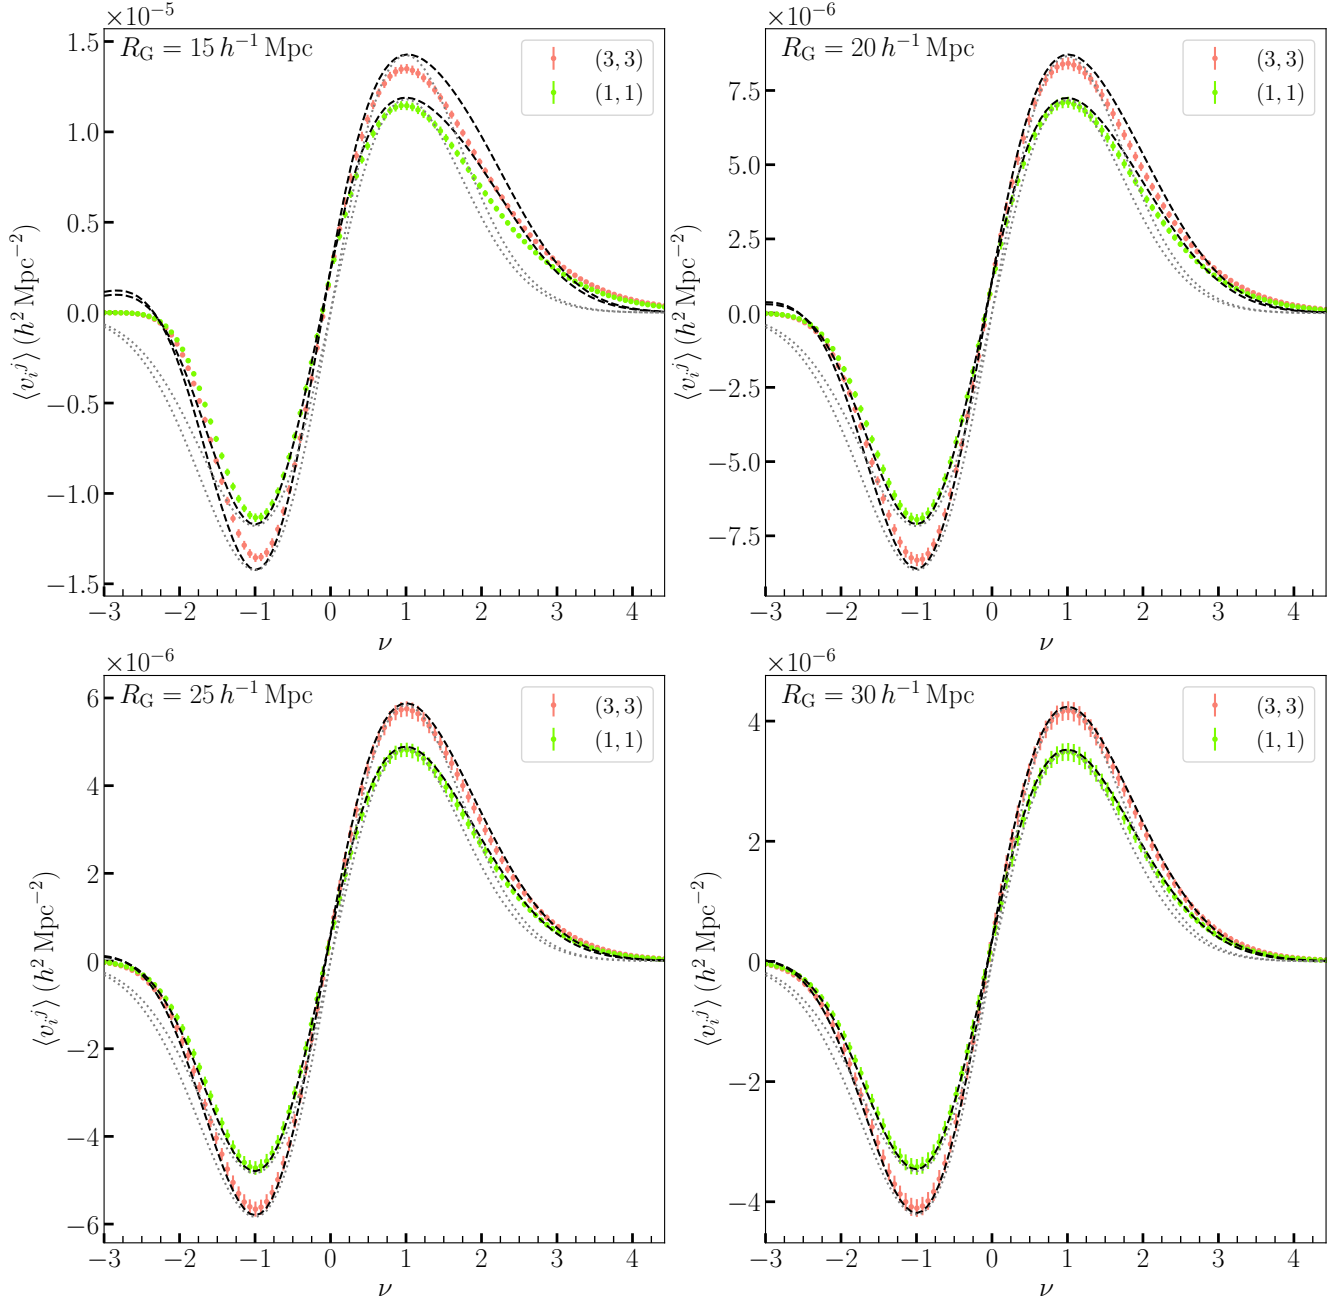 ×10⁻⁵
R_G = 15 h⁻¹ Mpc
(3, 3)
(1, 1)
1.5
1.0
0.5
0.0
−0.5
−1.0
−1.5
⟨v_i^j⟩ (h² Mpc⁻²)
−3 −2 −1 0 1 2 3 4
ν
×10⁻⁶
R_G = 20 h⁻¹ Mpc
(3, 3)
(1, 1)
7.5
5.0
2.5
0.0
−2.5
−5.0
−7.5
⟨v_i^j⟩ (h² Mpc⁻²)
−3 −2 −1 0 1 2 3 4
ν
×10⁻⁶
R_G = 25 h⁻¹ Mpc
(3, 3)
(1, 1)
6
4
2
0
−2
−4
−6
⟨v_i^j⟩ (h² Mpc⁻²)
−3 −2 −1 0 1 2 3 4
ν
×10⁻⁶
R_G = 30 h⁻¹ Mpc
(3, 3)
(1, 1)
4
2
0
−2
−4
⟨v_i^j⟩ (h² Mpc⁻²)
−3 −2 −1 0 1 2 3 4
ν